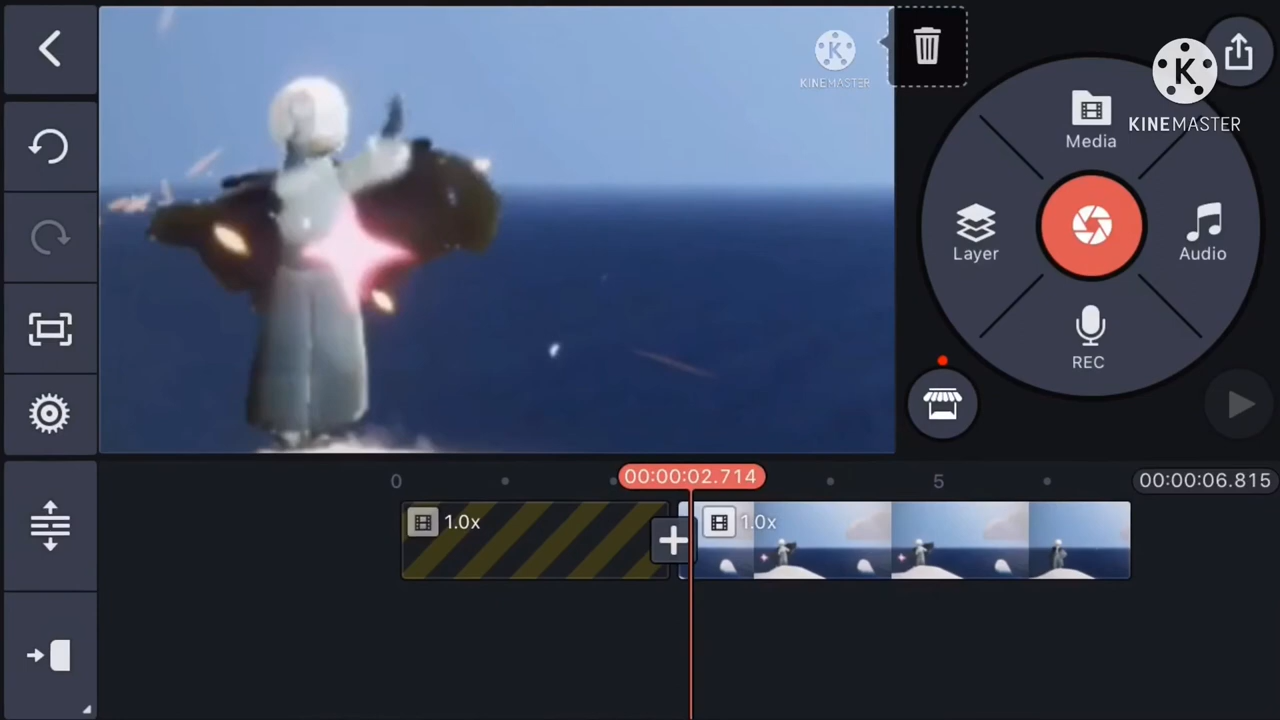 KINEMASTER
Media
KINEMASTER
Layer
Audio
REC
0
00:00:02.714
5
00:00:06.815
1.0x
1.0x